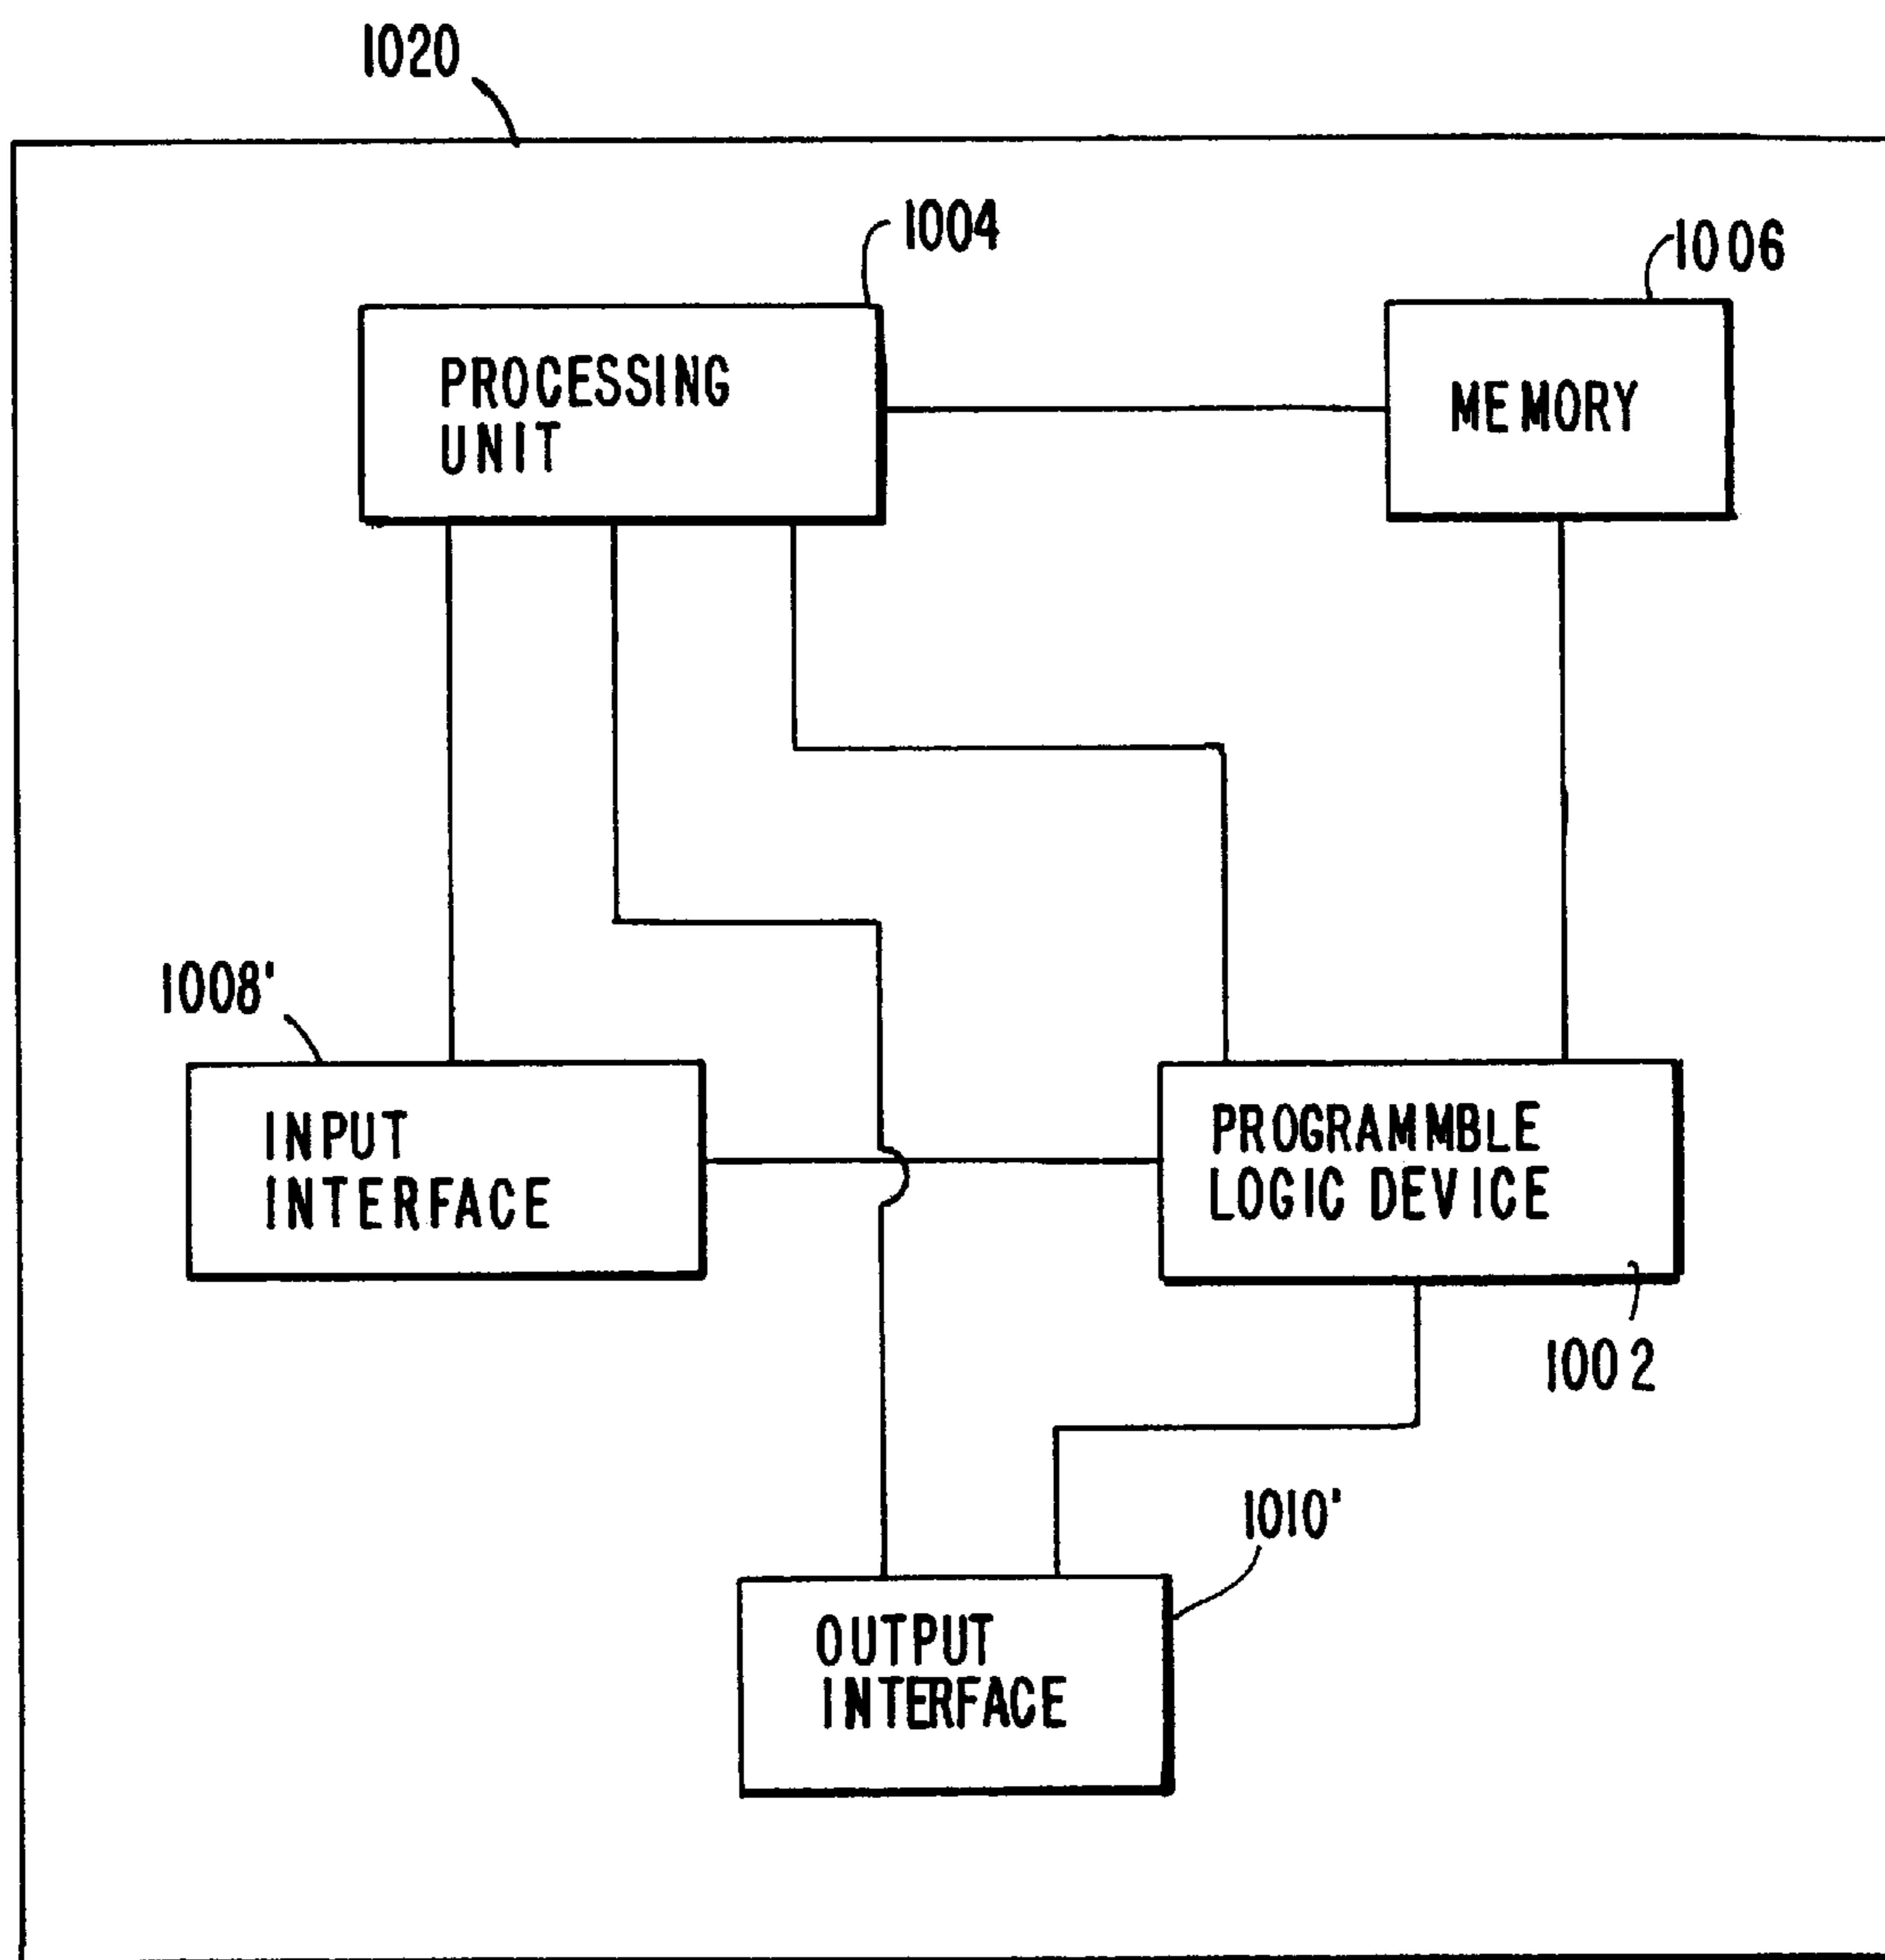 1020
1004
1006
PROCESSING
UNIT
MEMORY
1008'
INPUT
INTERFACE
PROGRAMMBLE
LOGIC DEVICE
1002
1010'
OUTPUT
INTERFACE